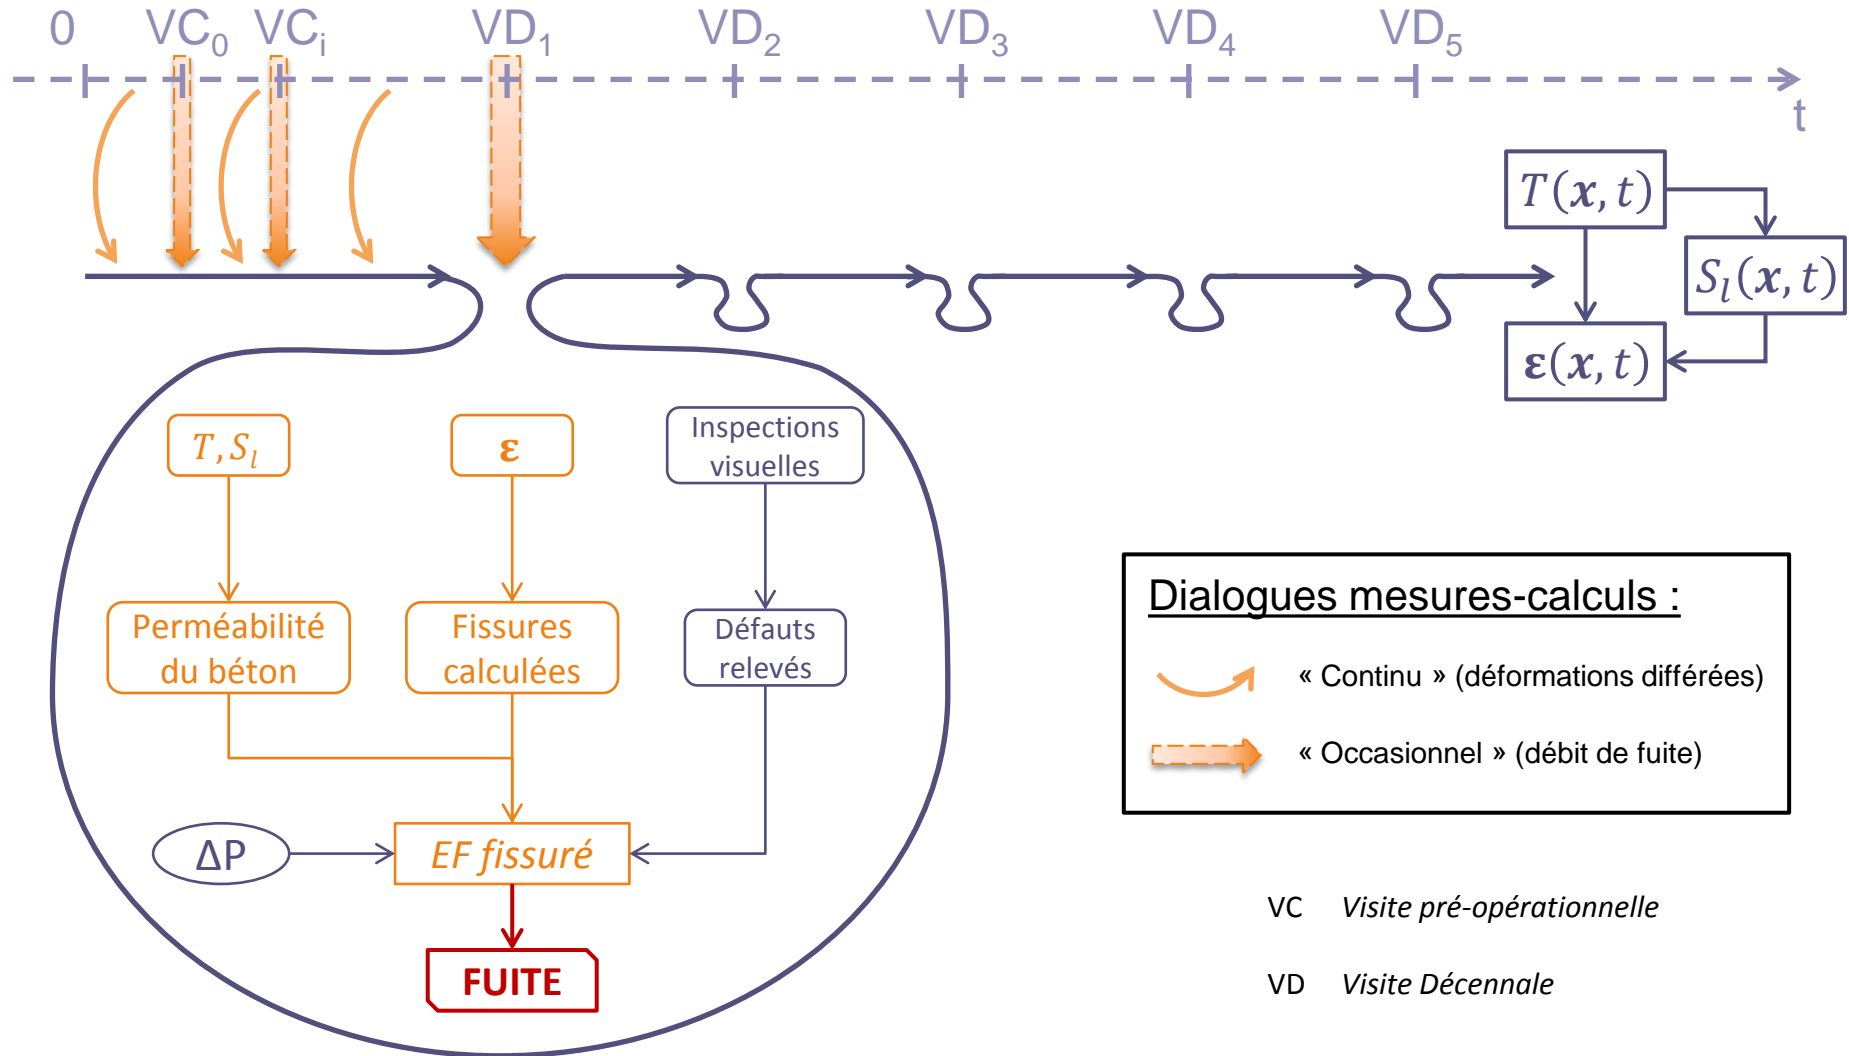 0 VC0 VCi VD1 VD2 VD3 VD4 VD5
t
T(x, t)
Sl(x, t)
ε(x, t)
T, Sl
ε
Inspections
visuelles
Perméabilité
du béton
Fissures
calculées
Défauts
relevés
ΔP
EF fissuré
FUITE
Dialogues mesures-calculs :
« Continu » (déformations différées)
« Occasionnel » (débit de fuite)
VC Visite pré-opérationnelle
VD Visite Décennale